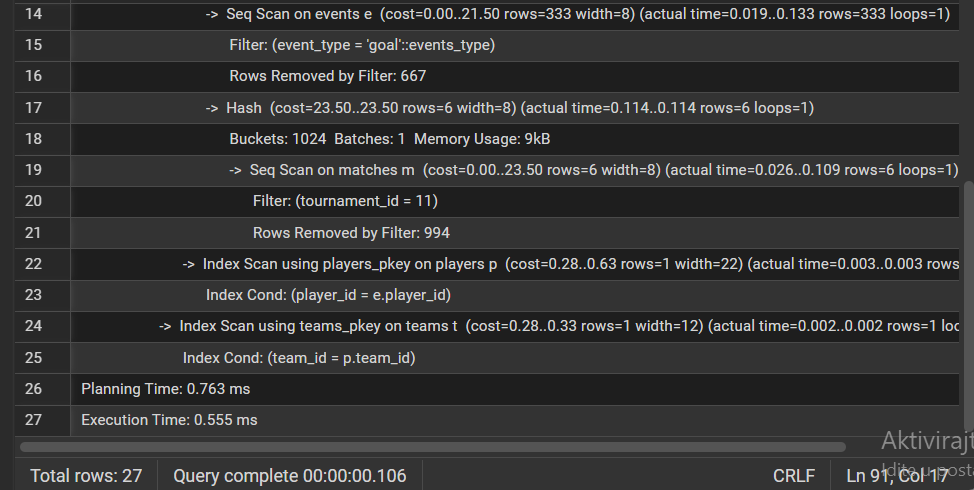 14 -> Seq Scan on events e (cost=0.00..21.50 rows=333 width=8) (actual time=0.019..0.133 rows=333 loops=1)
15 Filter: (event_type = 'goal'::events_type)
16 Rows Removed by Filter: 667
17 -> Hash (cost=23.50..23.50 rows=6 width=8) (actual time=0.114..0.114 rows=6 loops=1)
18 Buckets: 1024 Batches: 1 Memory Usage: 9kB
19 -> Seq Scan on matches m (cost=0.00..23.50 rows=6 width=8) (actual time=0.026..0.109 rows=6 loops=1)
20 Filter: (tournament_id = 11)
21 Rows Removed by Filter: 994
22 -> Index Scan using players_pkey on players p (cost=0.28..0.63 rows=1 width=22) (actual time=0.003..0.003 rows
23 Index Cond: (player_id = e.player_id)
24 -> Index Scan using teams_pkey on teams t (cost=0.28..0.33 rows=1 width=12) (actual time=0.002..0.002 rows=1 loo
25 Index Cond: (team_id = p.team_id)
26 Planning Time: 0.763 ms
27 Execution Time: 0.555 ms
Aktivirajt
Idite u posta
Total rows: 27 Query complete 00:00:00.106 CRLF Ln 91, Col 17